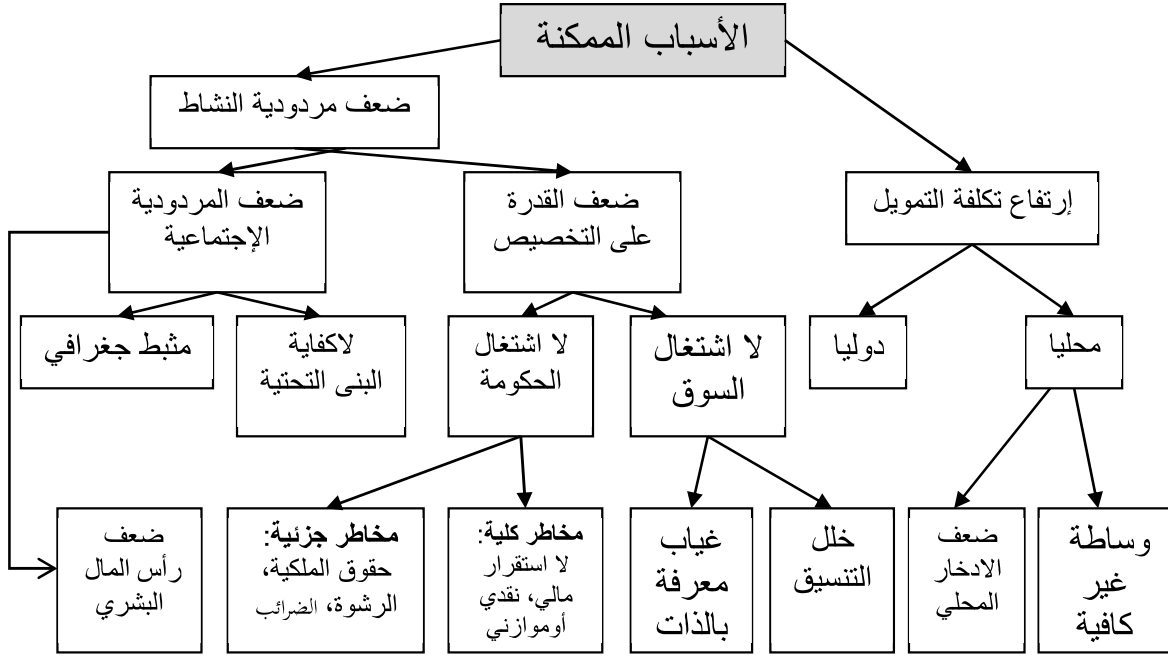 الأسباب الممكنة
ضعف مردودية النشاط
إرتفاع تكلفة التمويل
ضعف القدرة
على التخصيص
ضعف المردودية
الإجتماعية
محليا
دوليا
لا اشتغال
السوق
لا اشتغال
الحكومة
لاكفاية
البنى التحتية
مثبط جغرافي
وساطة
غير
كافية
ضعف
الادخار
المحلي
خلل
التنسيق
غياب
معرفة
بالذات
مخاطر كلية:
لا استقرار
مالي، نقدي
أوموازني
مخاطر جزئية:
حقوق الملكية،
الرشوة، الضرائب
ضعف
رأس المال
البشري